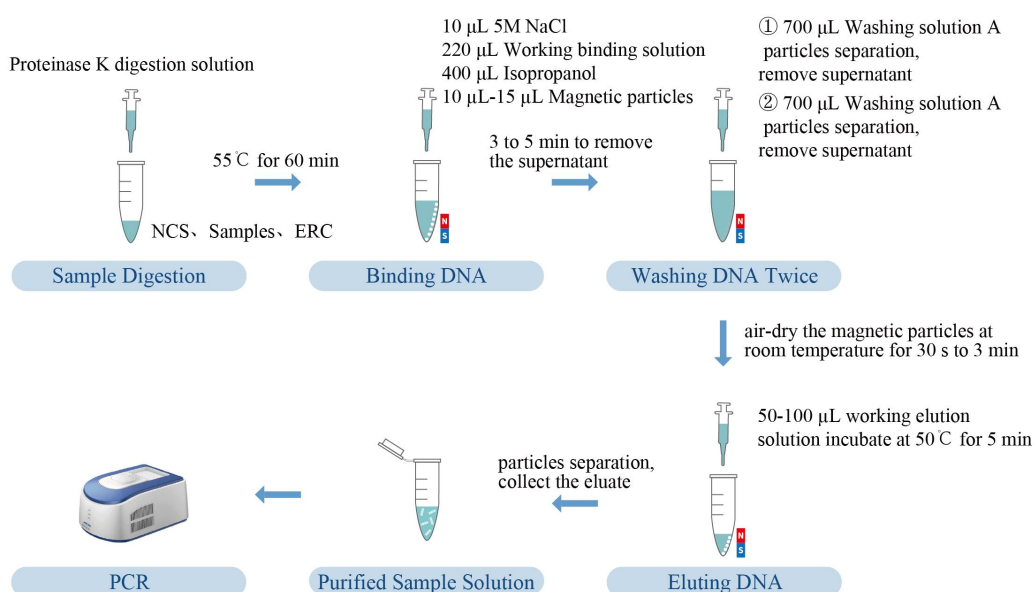 Proteinase K digestion solution
55℃ for 60 min
NCS、Samples、ERC
Sample Digestion
10 μL 5M NaCl
220 μL Working binding solution
400 μL Isopropanol
10 μL-15 μL Magnetic particles
3 to 5 min to remove
the supernatant
N
S
Binding DNA
① 700 μL Washing solution A
particles separation,
remove supernatant
② 700 μL Washing solution A
particles separation,
remove supernatant
N
S
Washing DNA Twice
air-dry the magnetic particles at
room temperature for 30 s to 3 min
50-100 μL working elution
solution incubate at 50℃ for 5 min
N
S
Eluting DNA
particles separation,
collect the eluate
Purified Sample Solution
PCR